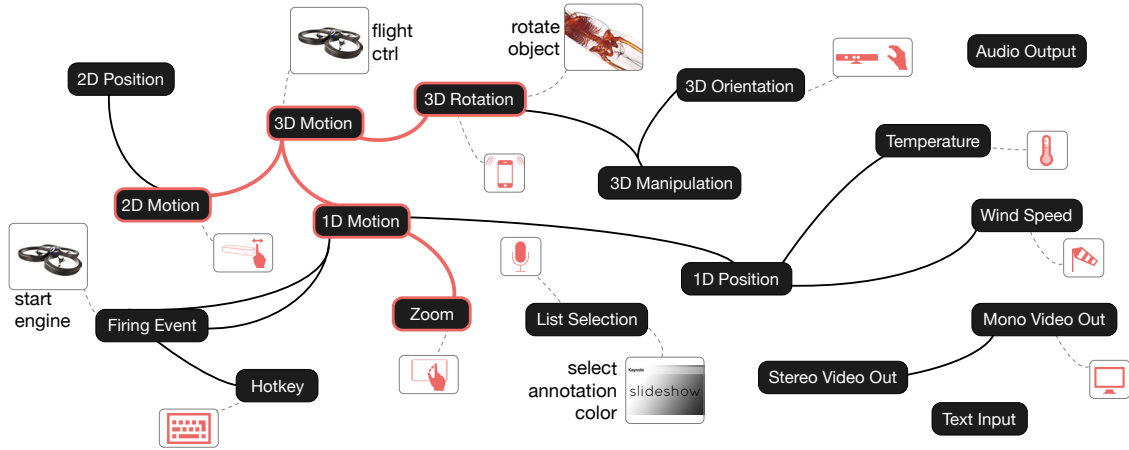 flight
ctrl
rotate
object
Audio Output
2D Position
3D Rotation
3D Orientation
3D Motion
Temperature
3D Manipulation
2D Motion
1D Motion
Wind Speed
1D Position
start
engine
Firing Event
Zoom
List Selection
Mono Video Out
select
annotation
color
Keynote
slideshow
Stereo Video Out
Hotkey
Text Input